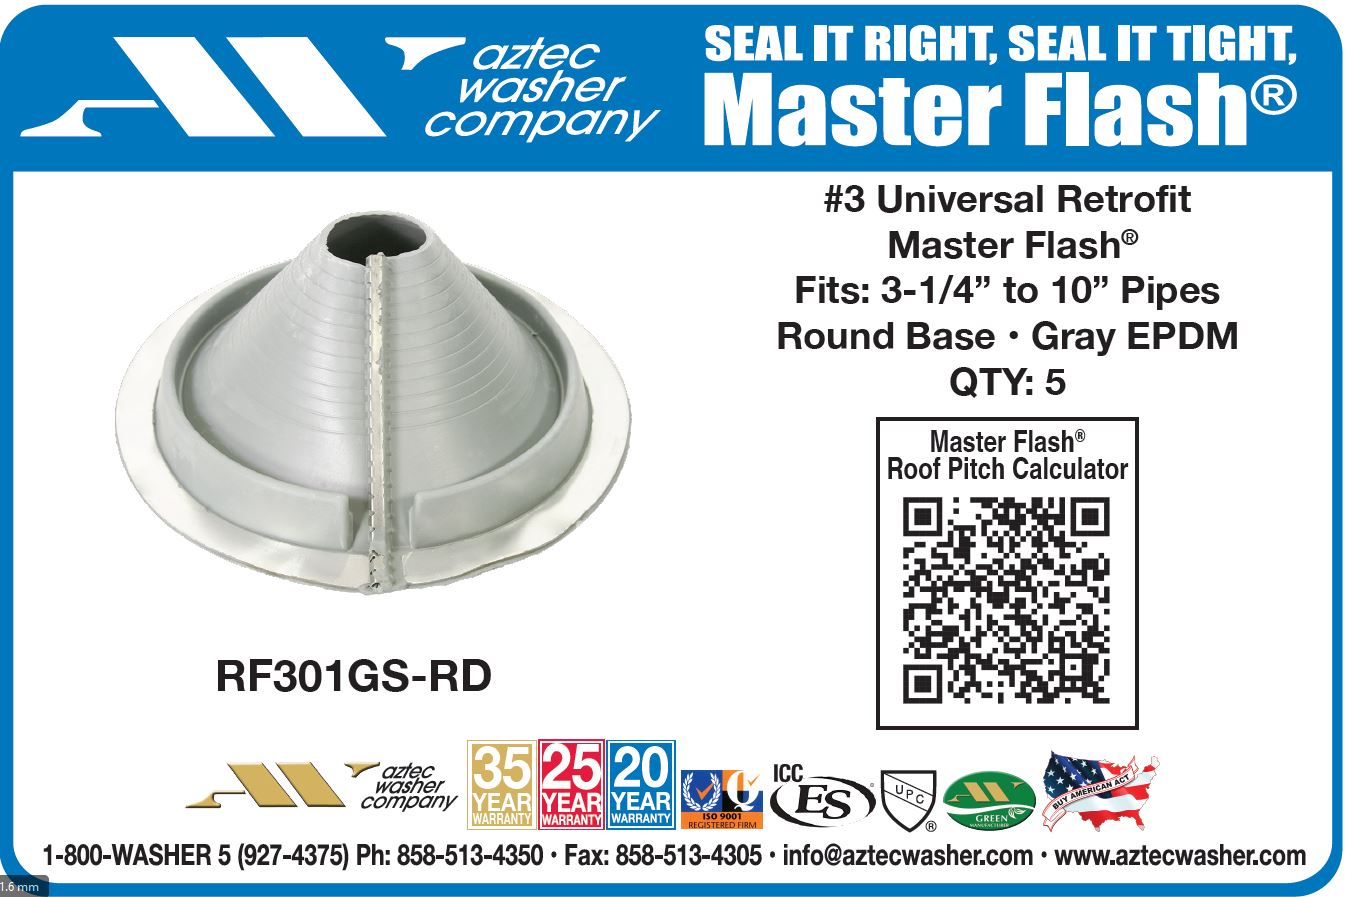 aztec
washer
company
SEAL IT RIGHT, SEAL IT TIGHT,
Master Flash®
#3 Universal Retrofit
Master Flash®
Fits: 3-1/4” to 10” Pipes
Round Base • Gray EPDM
QTY: 5
Master Flash®
Roof Pitch Calculator
RF301GS-RD
aztec
washer
company
35
YEAR
WARRANTY
25
YEAR
WARRANTY
20
YEAR
WARRANTY
Q
ISO 9001
REGISTERED FIRM
ICC
ES
UPC
®
GREEN
MANUFACTURER
BUY AMERICAN ACT
1-800-WASHER 5 (927-4375) Ph: 858-513-4350 • Fax: 858-513-4305 • info@aztecwasher.com • www.aztecwasher.com
1.6 mm